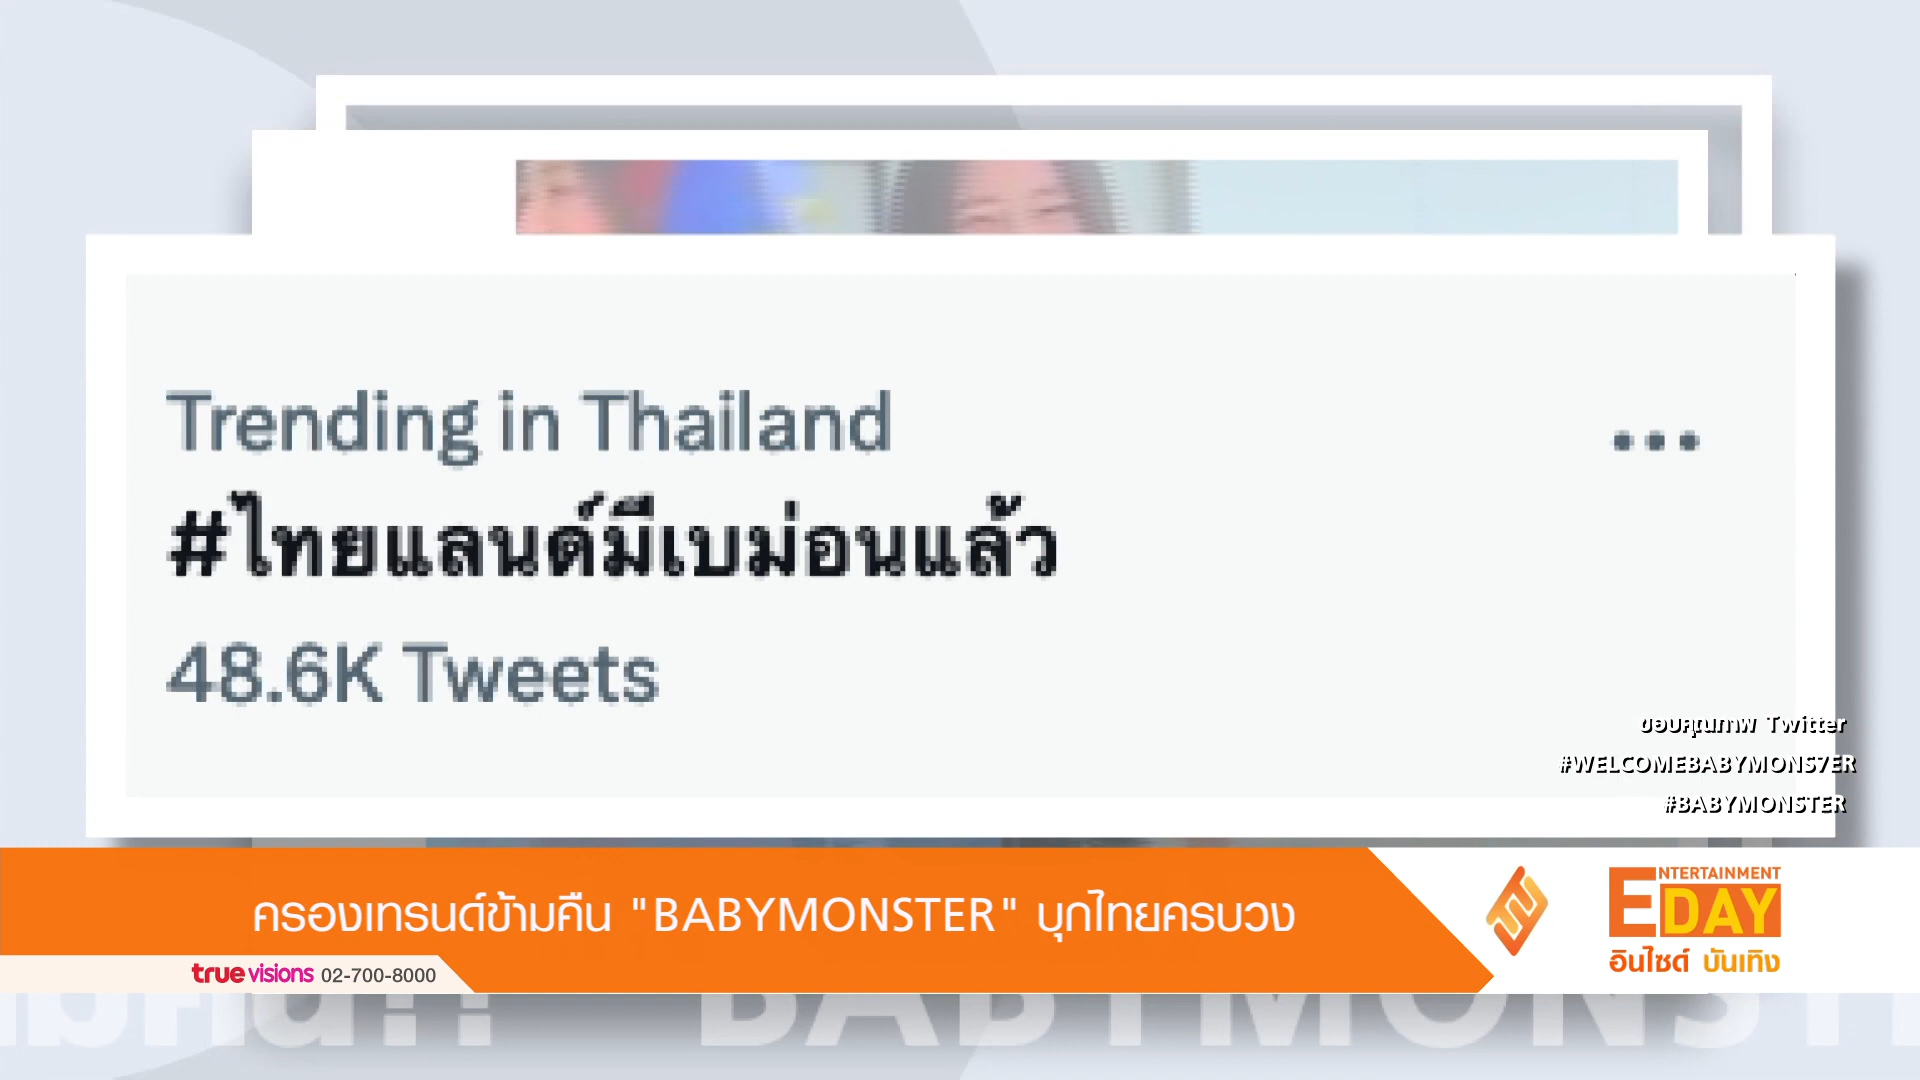 Trending in Thailand
#ไทยแลนด์มีเบม่อนแล้ว
48.6K Tweets
ขอบคุณภาพ Twitter
#WELCOMEBABYMONS7ER
#BABYMONSTER
ครองเทรนด์ข้ามคืน "BABYMONSTER" บุกไทยครบวง
ENTERTAINMENT
DAY
อินไซด์ บันเทิง
truevisions 02-700-8000
BABYMONST